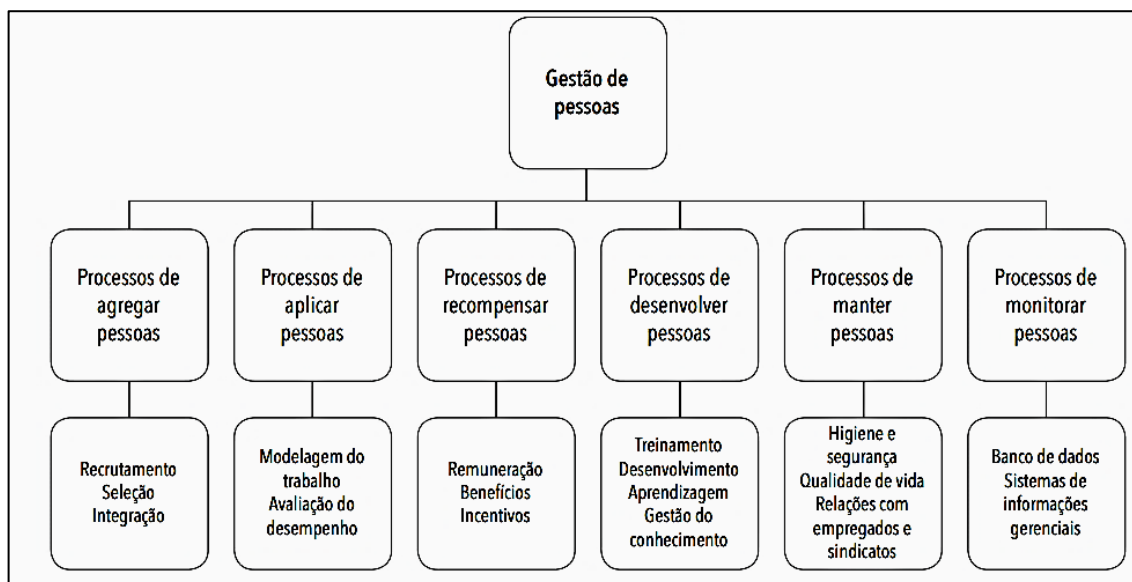 Gestão de
pessoas
Processos de
agregar
pessoas
Processos de
aplicar
pessoas
Processos de
recompensar
pessoas
Processos de
desenvolver
pessoas
Processos de
manter
pessoas
Processos de
monitorar
pessoas
Recrutamento
Seleção
Integração
Modelagem do
trabalho
Avaliação do
desempenho
Remuneração
Benefícios
Incentivos
Treinamento
Desenvolvimento
Aprendizagem
Gestão do
conhecimento
Higiene e
segurança
Qualidade de vida
Relações com
empregados e
sindicatos
Banco de dados
Sistemas de
informações
gerenciais